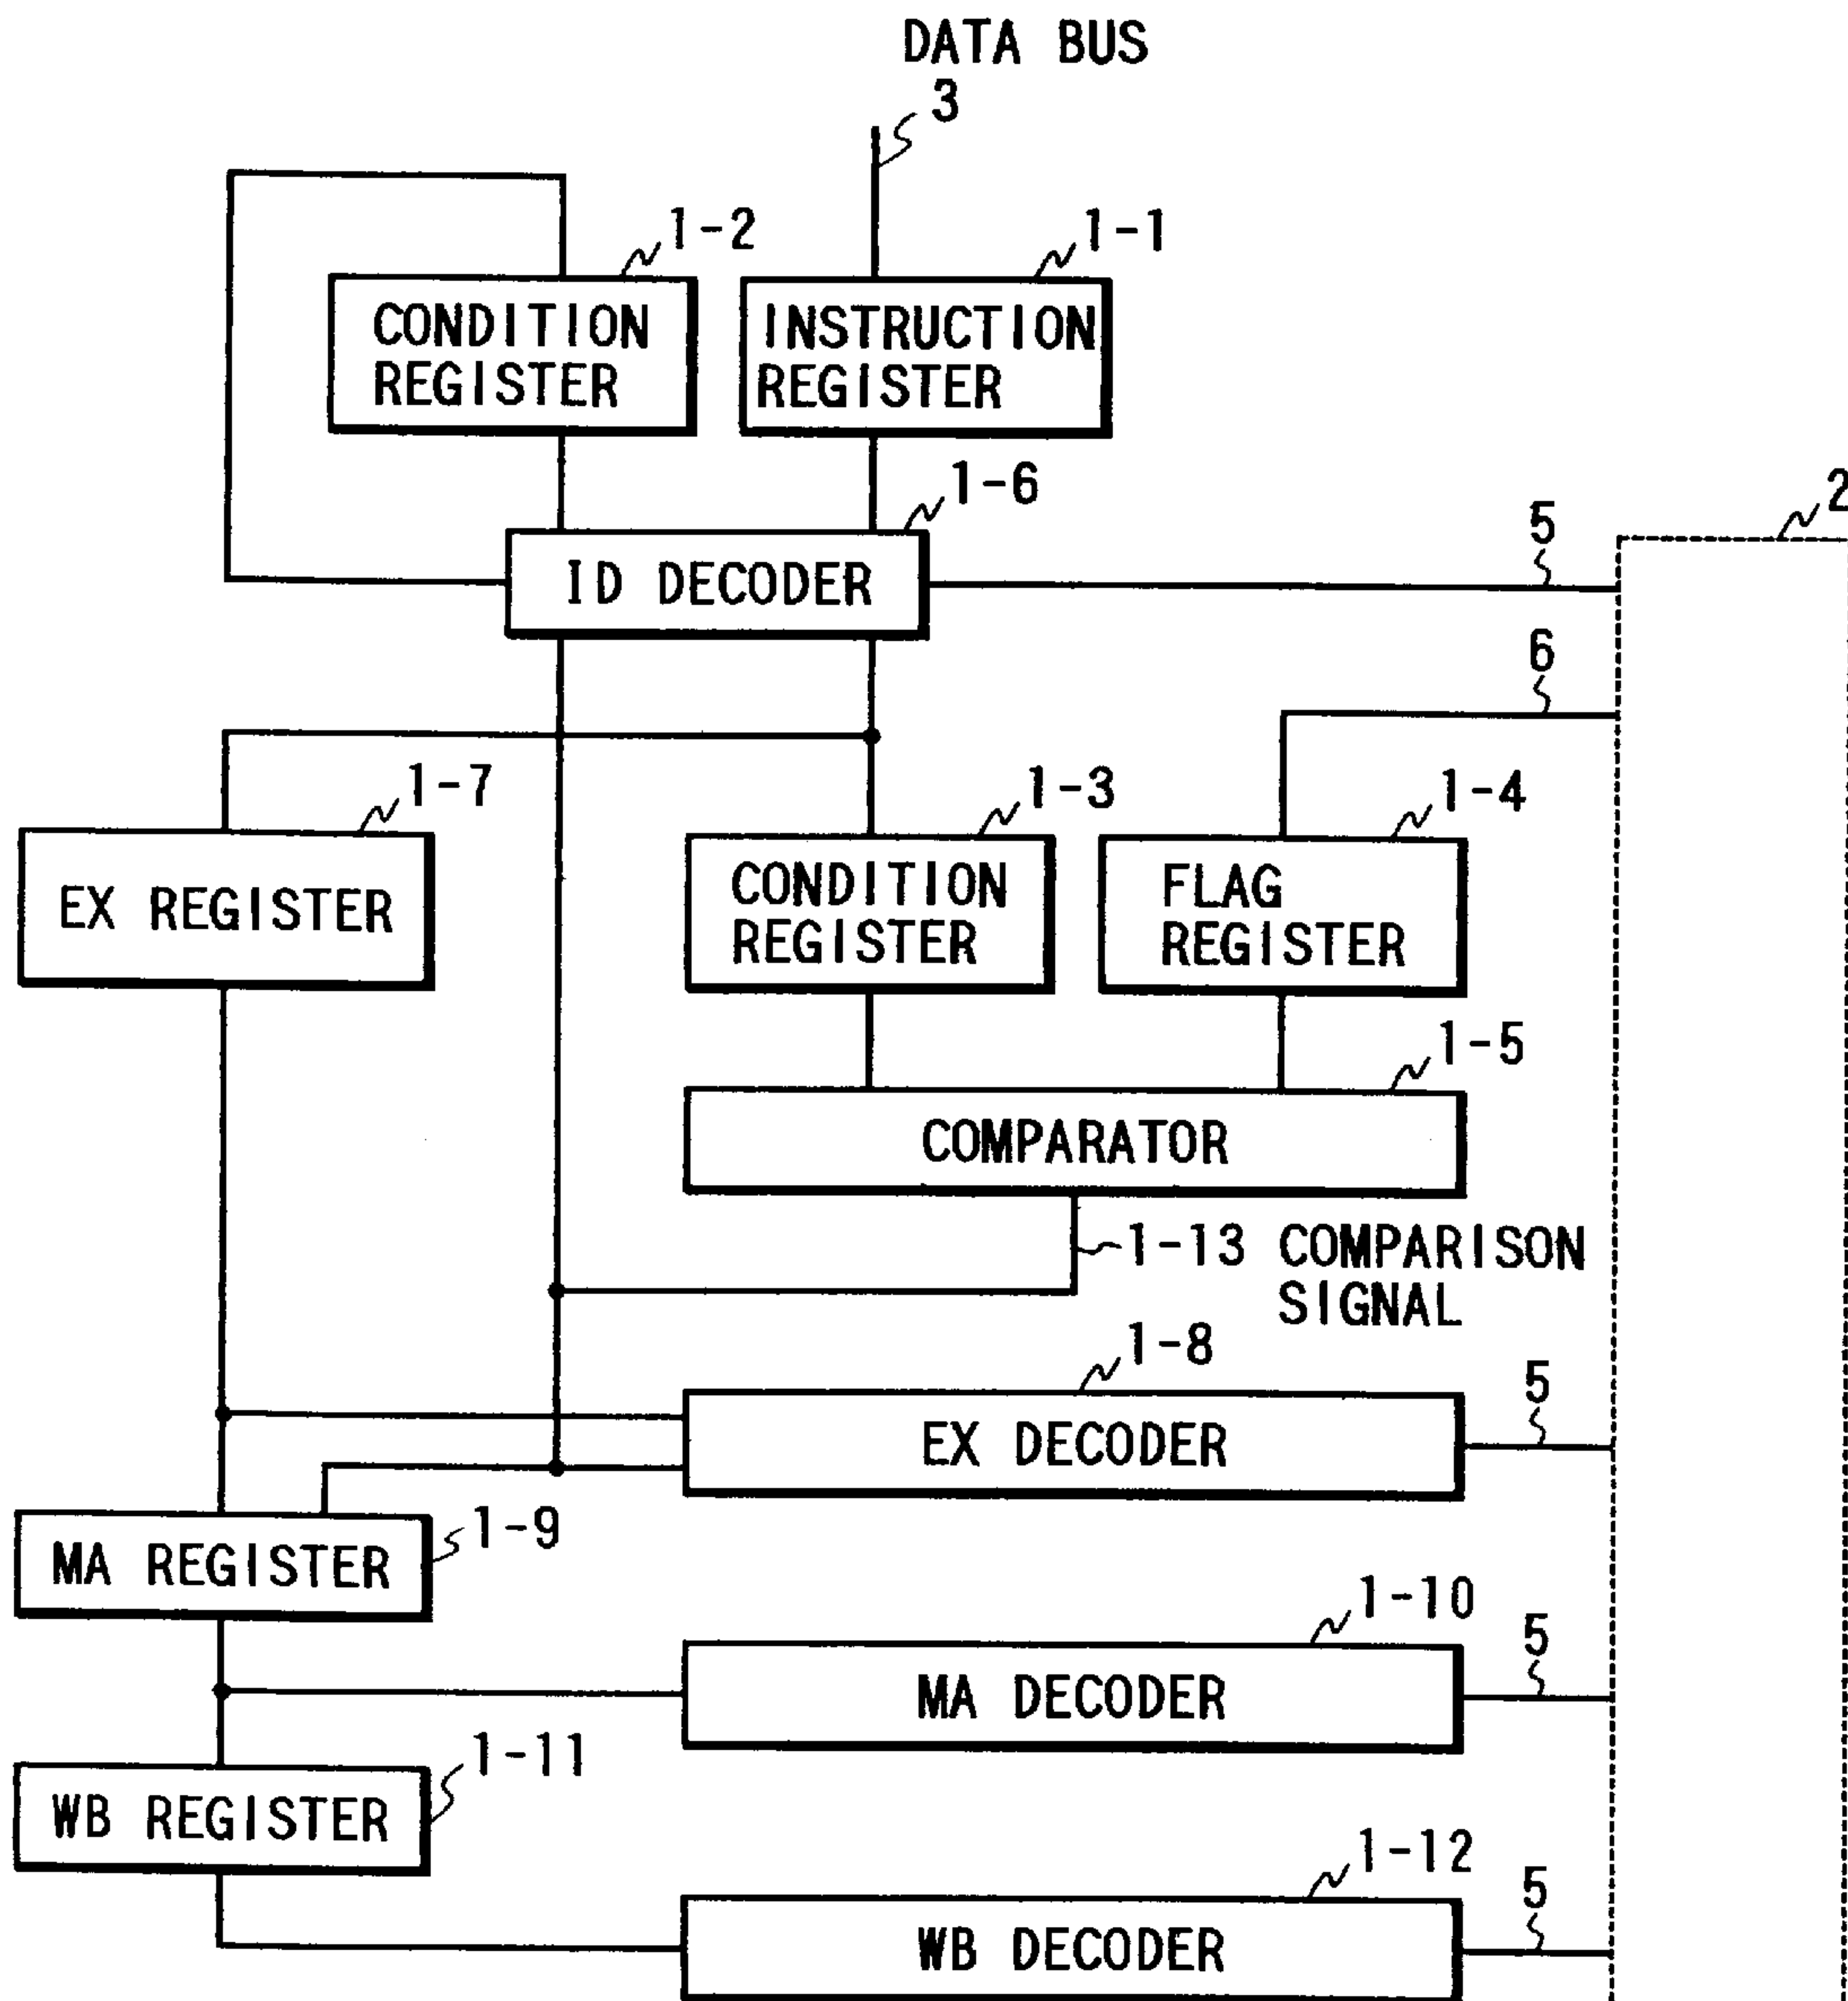 DATA BUS
3
1-2
1-1
CONDITION
REGISTER
INSTRUCTION
REGISTER
1-6
2
5
ID DECODER
6
1-7
1-3
1-4
EX REGISTER
CONDITION
REGISTER
FLAG
REGISTER
1-5
COMPARATOR
1-13 COMPARISON
SIGNAL
1-8
5
EX DECODER
1-9
MA REGISTER
1-10
5
MA DECODER
1-11
WB REGISTER
1-12
5
WB DECODER